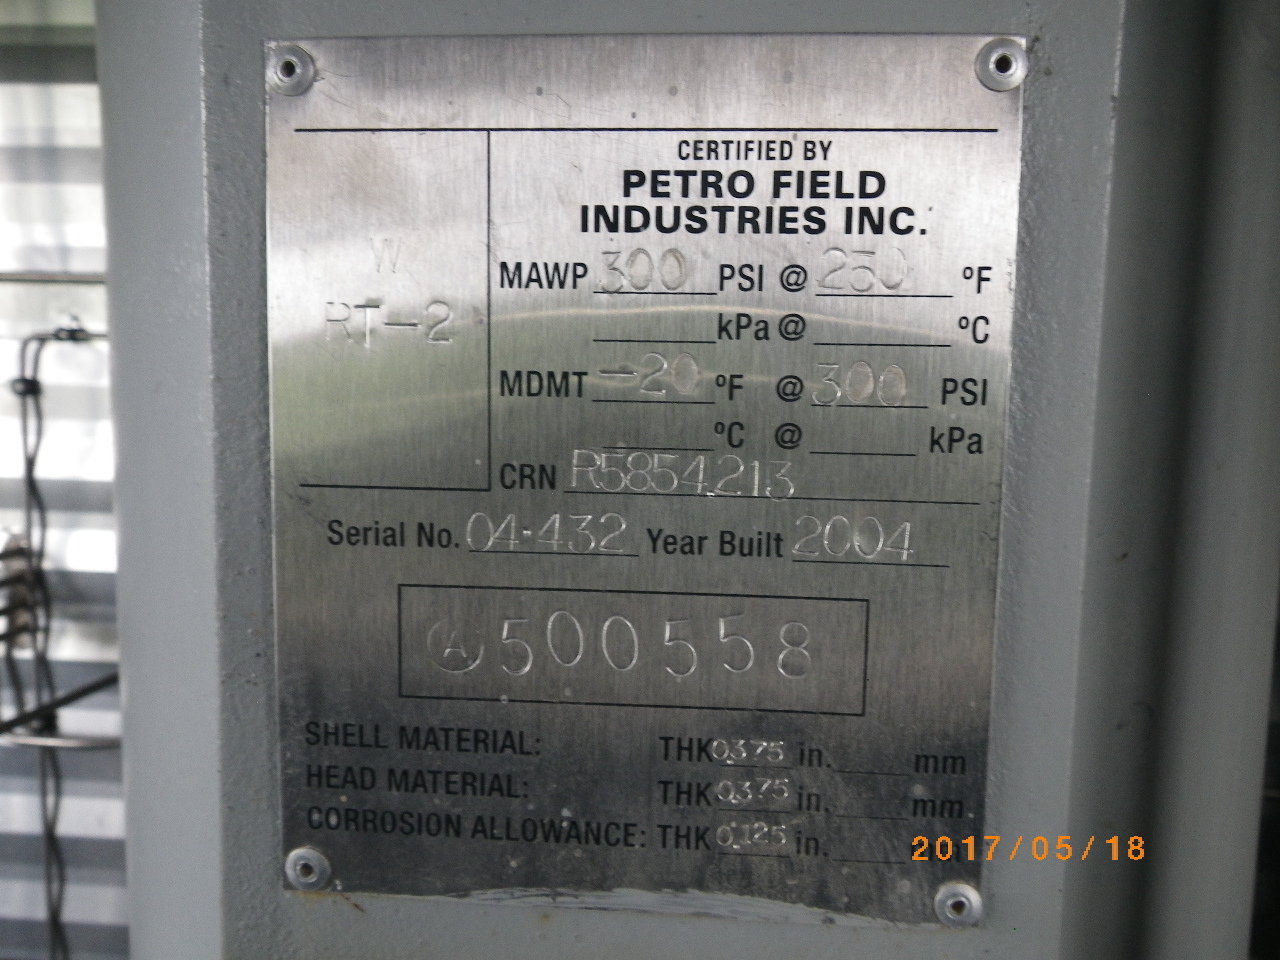 CERTIFIED BY
PETRO FIELD
INDUSTRIES INC.
W
RT-2
MAWP 300 PSI @ 250 ºF
kPa @ ºC
MDMT -20 ºF @ 300 PSI
ºC @ kPa
CRN R5854.213
Serial No. 04-432 Year Built 2004
A 500558
SHELL MATERIAL: THK 0.375 in. mm
HEAD MATERIAL: THK 0.375 in. mm.
CORROSION ALLOWANCE: THK 0.125 in.
2017/05/18